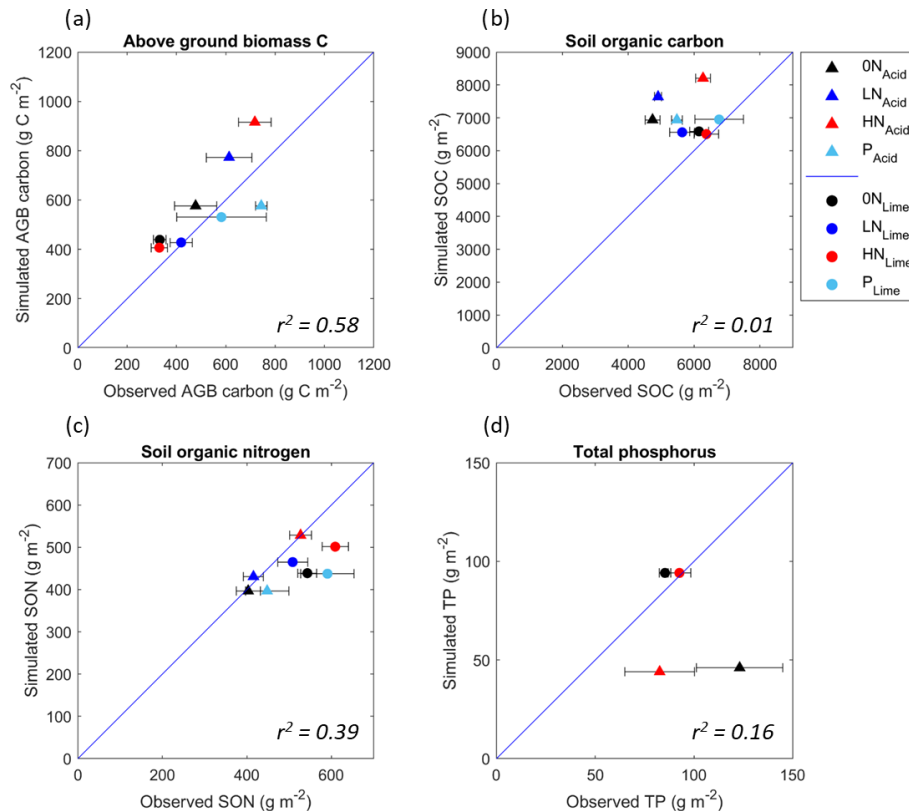 (a)
Above ground biomass C
1200
1000
800
600
400
200
0
0 200 400 600 800 1000 1200
Simulated AGB carbon (g C m⁻²)
Observed AGB carbon (g C m⁻²)
r² = 0.58
(b)
Soil organic carbon
9000
8000
7000
6000
5000
4000
3000
2000
1000
0
0 2000 4000 6000 8000
Simulated SOC (g m⁻²)
Observed SOC (g m⁻²)
r² = 0.01
0N_Acid
LN_Acid
HN_Acid
P_Acid
0N_Lime
LN_Lime
HN_Lime
P_Lime
(c)
Soil organic nitrogen
700
600
500
400
300
200
100
0
0 200 400 600
Simulated SON (g m⁻²)
Observed SON (g m⁻²)
r² = 0.39
(d)
Total phosphorus
150
100
50
0
0 50 100 150
Simulated TP (g m⁻²)
Observed TP (g m⁻²)
r² = 0.16